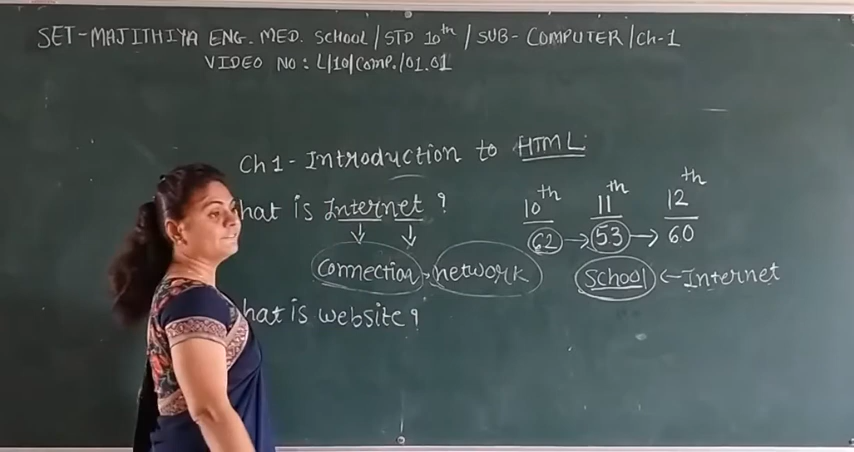 SET-MAJITHIYA ENG. MED. SCHOOL / STD 10th / SUB- COMPUTER / Ch-1
VIDEO NO: L/10/Comp./01.01
Ch 1 - Introduction to HTML
hat is Internet ?
10th 11th 12th
62 → 53 → 60
Connection network
School ← Internet
hat is website ?